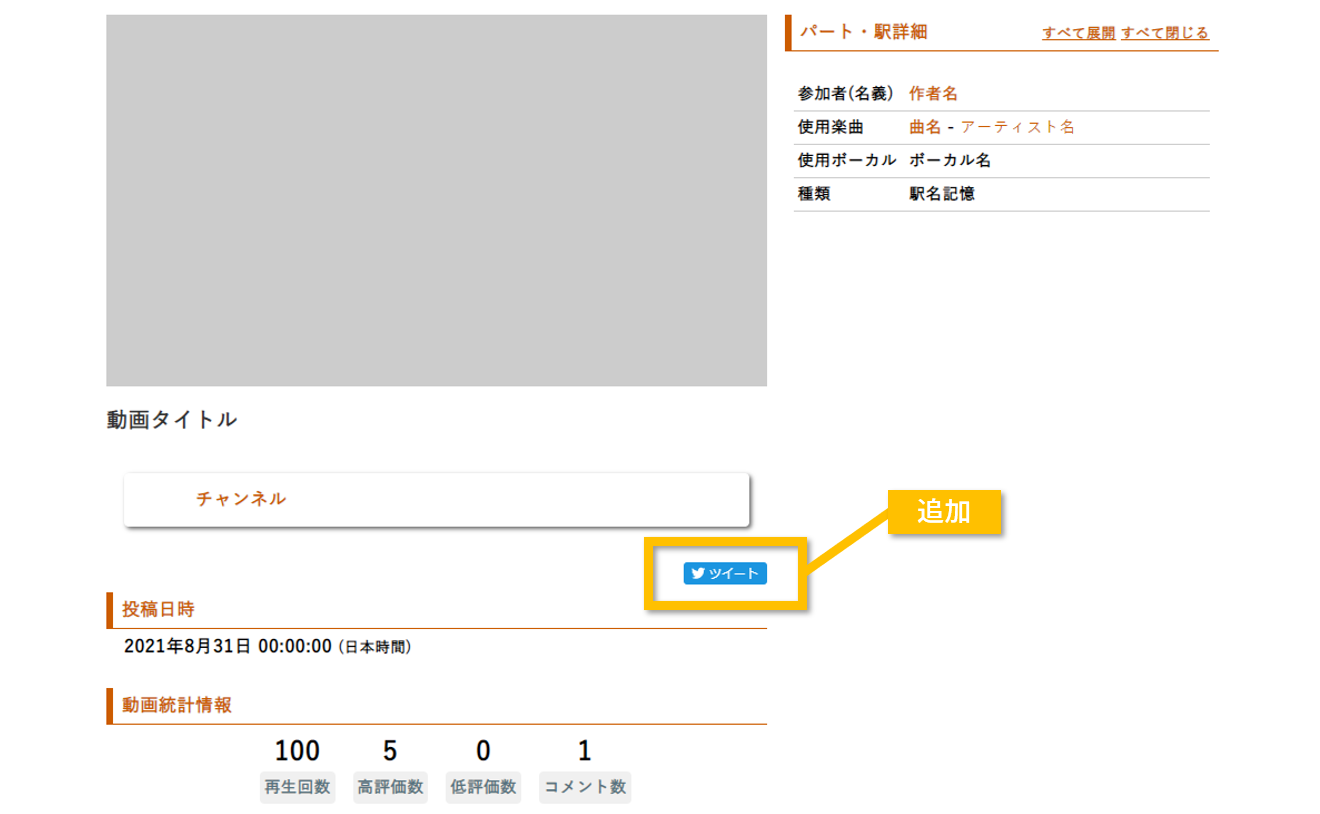 動画タイトル
チャンネル
追加
ツイート
投稿日時
2021年8月31日 00:00:00 (日本時間)
動画統計情報
100 5 0 1
再生回数 高評価数 低評価数 コメント数
パート・駅詳細 すべて展開 すべて閉じる
参加者(名義) 作者名
使用楽曲 曲名 - アーティスト名
使用ボーカル ボーカル名
種類 駅名記憶